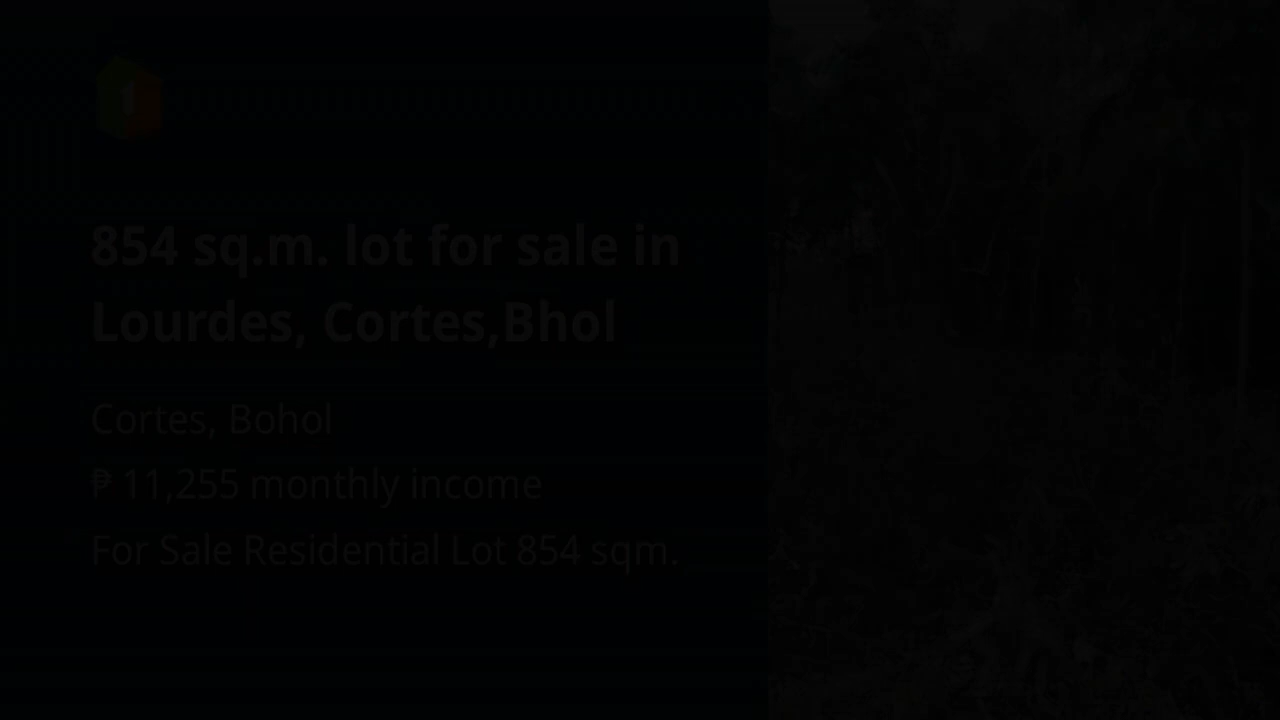 854 sq.m. lot for sale in
Lourdes, Cortes,Bhol
Cortes, Bohol
₱ 11,255 monthly income
For Sale Residential Lot 854 sqm.